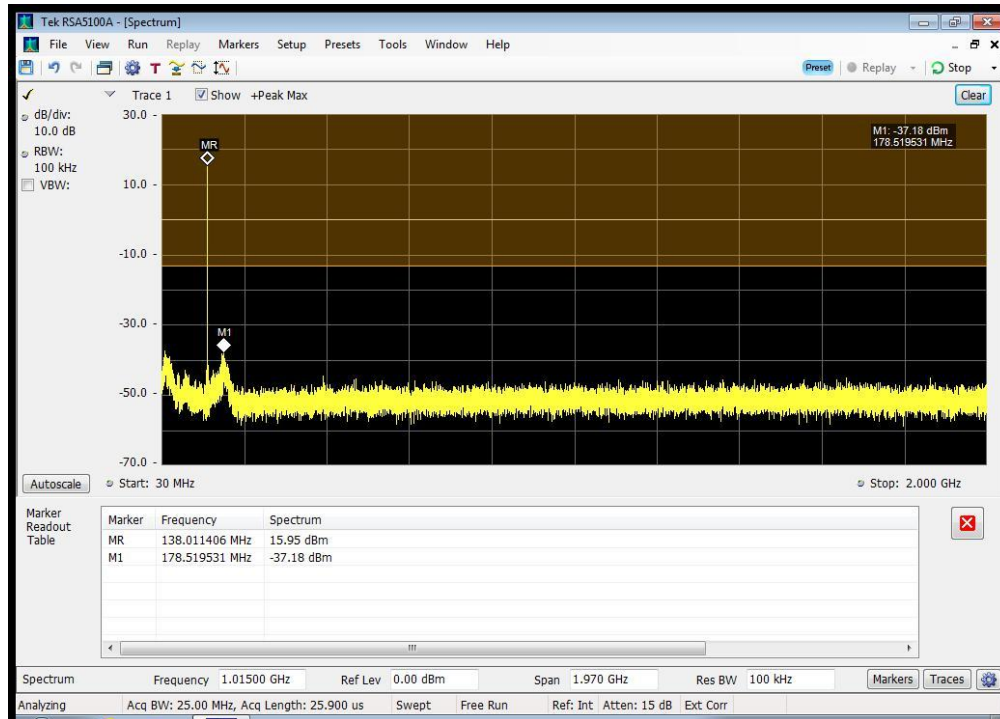 Tek RSA5100A - [Spectrum]
File View Run Replay Markers Setup Presets Tools Window Help
T Preset Replay Stop
Trace 1 Show +Peak Max Clear
dB/div:
10.0 dB
RBW:
100 kHz
VBW:
30.0
10.0
-10.0
-30.0
-50.0
-70.0
MR
M1: -37.18 dBm
178.519531 MHz
M1
Autoscale Start: 30 MHz Stop: 2.000 GHz
Marker
Readout
Table
Marker Frequency Spectrum
MR 138.011406 MHz 15.95 dBm
M1 178.519531 MHz -37.18 dBm
Spectrum Frequency 1.01500 GHz Ref Lev 0.00 dBm Span 1.970 GHz Res BW 100 kHz Markers Traces
Analyzing Acq BW: 25.00 MHz, Acq Length: 25.900 us Swept Free Run Ref: Int Atten: 15 dB Ext Corr